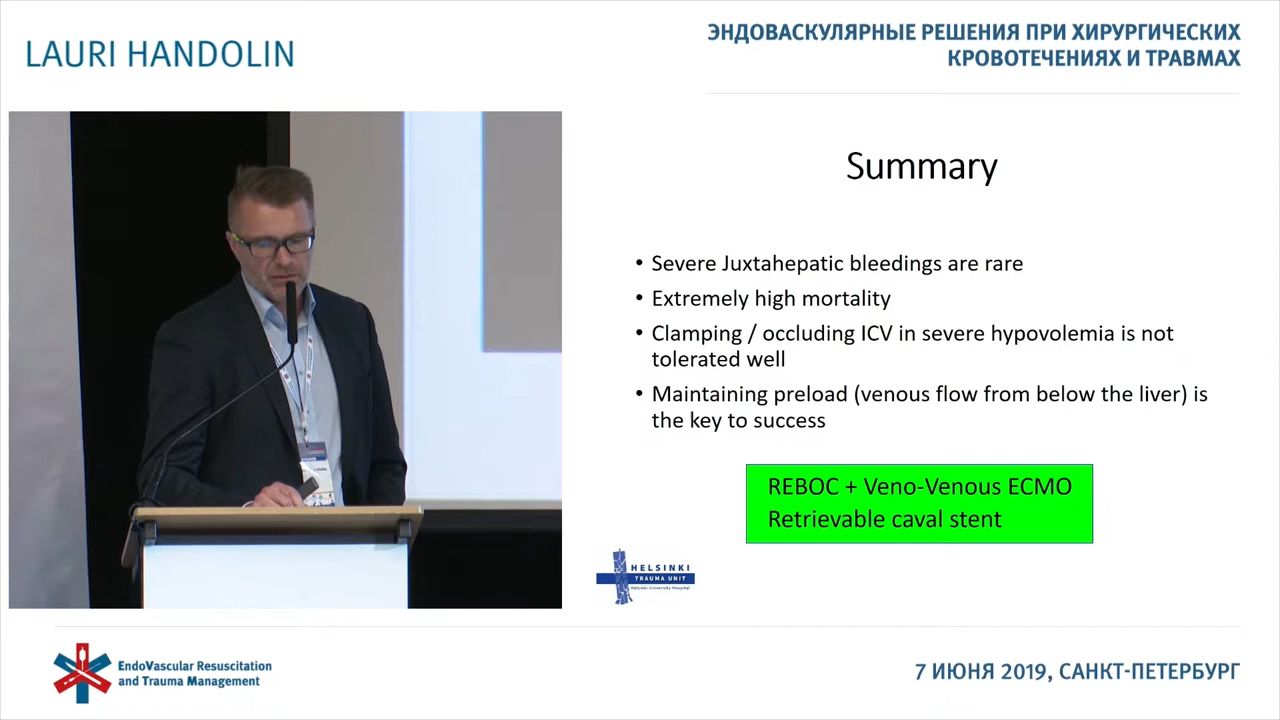 LAURI HANDOLIN
ЭНДОВАСКУЛЯРНЫЕ РЕШЕНИЯ ПРИ ХИРУРГИЧЕСКИХ
КРОВОТЕЧЕНИЯХ И ТРАВМАХ
Summary
• Severe Juxtahepatic bleedings are rare
• Extremely high mortality
• Clamping / occluding ICV in severe hypovolemia is not
tolerated well
• Maintaining preload (venous flow from below the liver) is
the key to success
REBOC + Veno-Venous ECMO
Retrievable caval stent
HELSINKI
TRAUMA UNIT
Helsinki University Hospital
EndoVascular Resuscitation
and Trauma Management
7 ИЮНЯ 2019, САНКТ-ПЕТЕРБУРГ